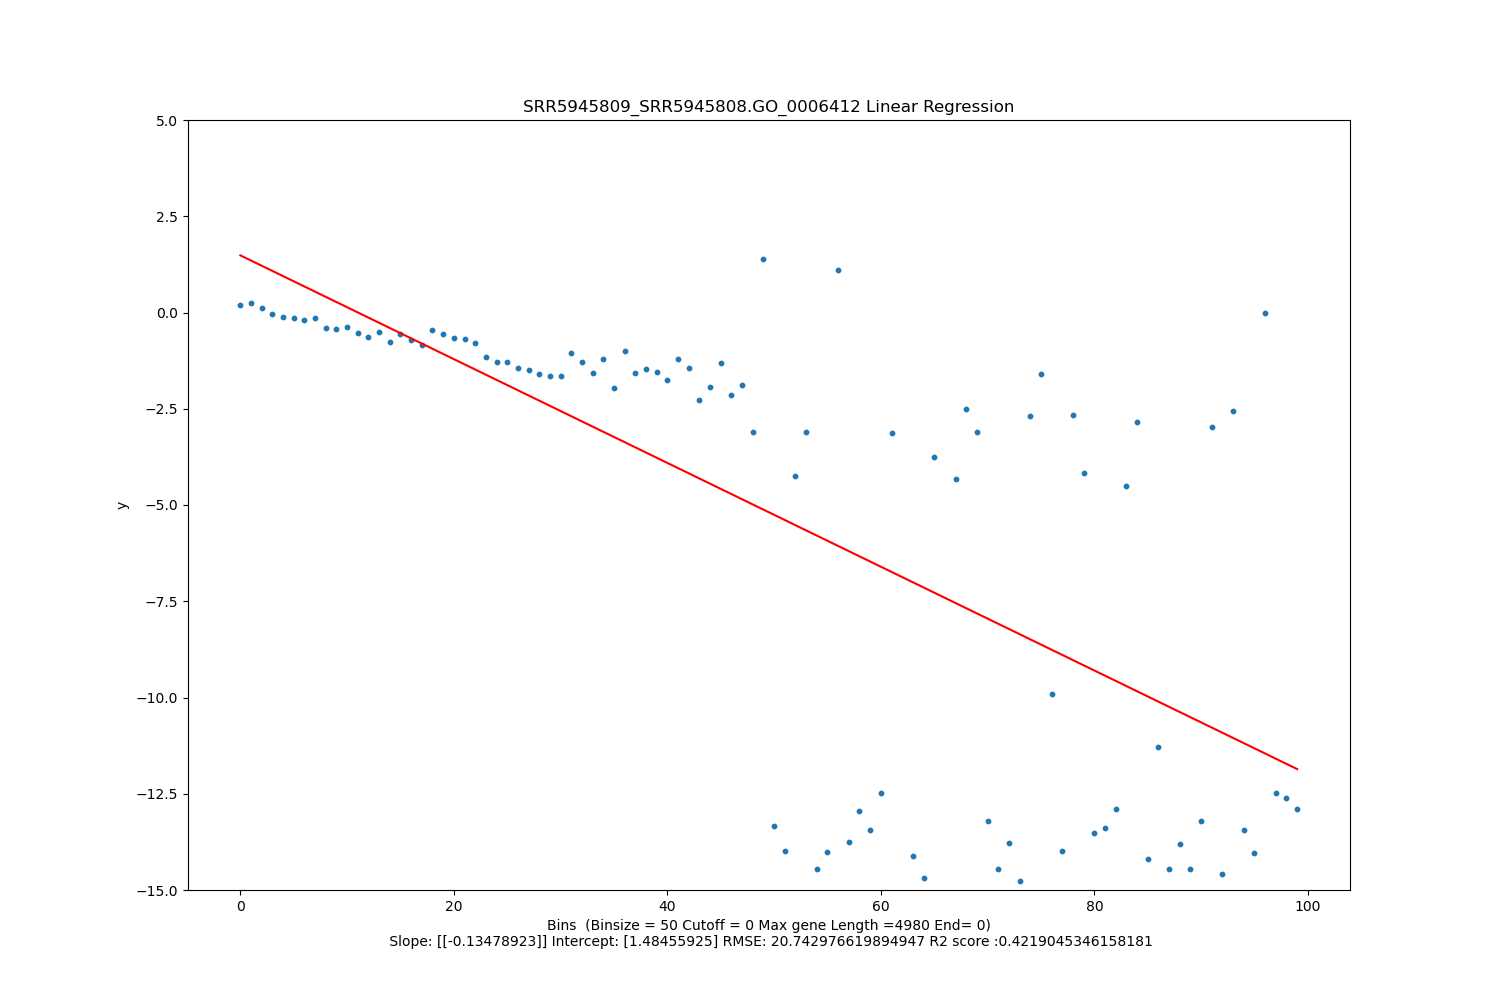 SRR5945809_SRR5945808.GO_0006412 Linear Regression
5.0
2.5
0.0
−2.5
−5.0
−7.5
−10.0
−12.5
−15.0
y
0 20 40 60 80 100
Bins  (Binsize = 50 Cutoff = 0 Max gene Length =4980 End= 0)
Slope: [[-0.13478923]] Intercept: [1.48455925] RMSE: 20.742976619894947 R2 score :0.4219045346158181